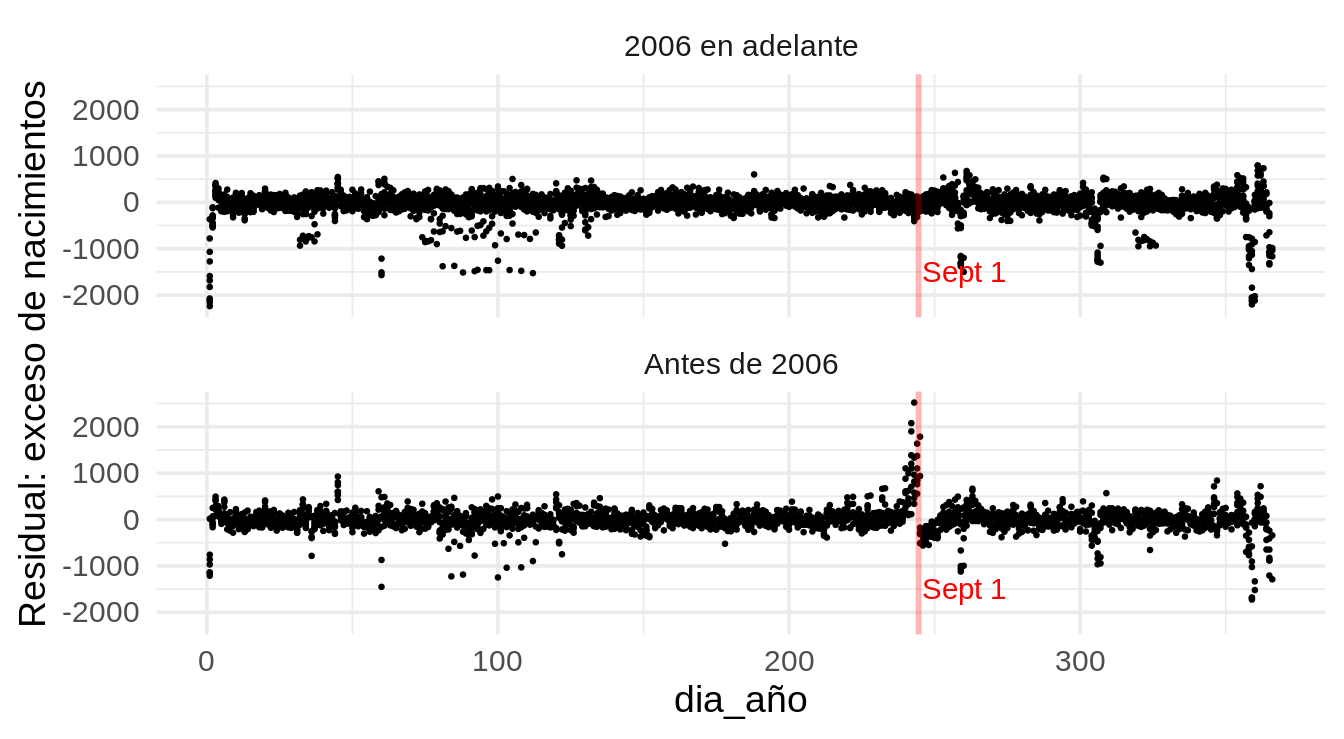 2006 en adelante
Residual: exceso de nacimientos
2000
1000
0
-1000
-2000
Sept 1
Antes de 2006
2000
1000
0
-1000
-2000
Sept 1
0 100 200 300
dia_año